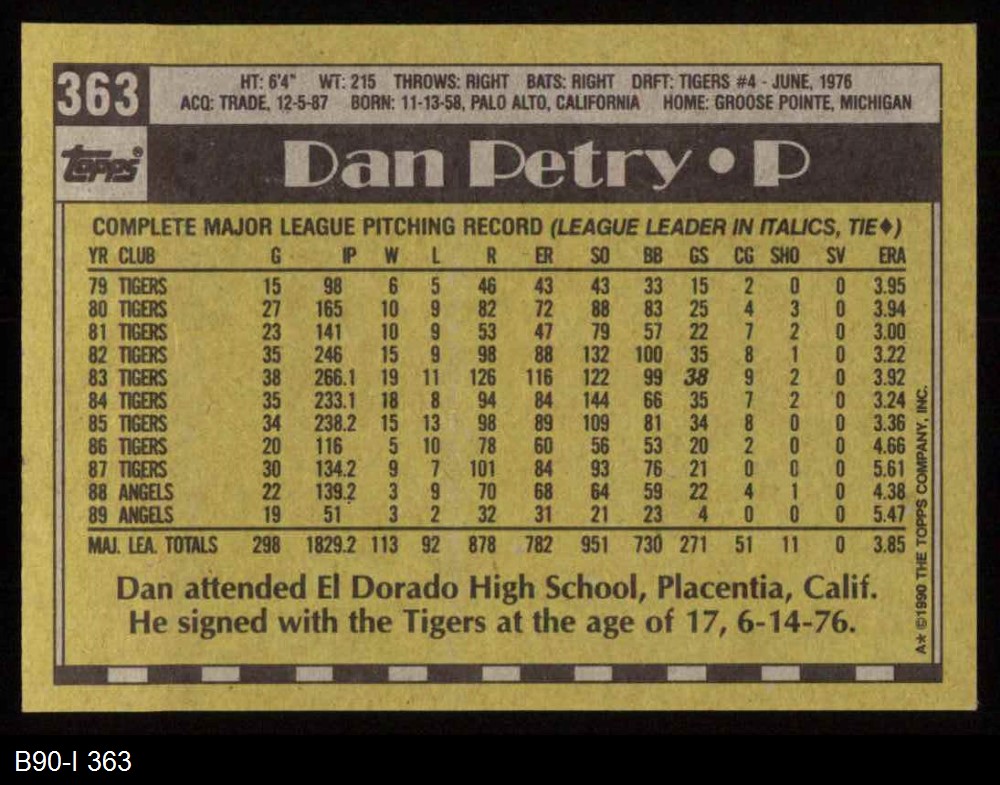 363
HT: 6'4" WT: 215 THROWS: RIGHT BATS: RIGHT DRFT: TIGERS #4 - JUNE, 1976
ACQ: TRADE, 12-5-87 BORN: 11-13-58, PALO ALTO, CALIFORNIA HOME: GROOSE POINTE, MICHIGAN
Topps®
Dan Petry • P
COMPLETE MAJOR LEAGUE PITCHING RECORD (LEAGUE LEADER IN ITALICS, TIE♦)
YR CLUB G IP W L R ER SO BB GS CG SHO SV ERA
79 TIGERS 15 98 6 5 46 43 43 33 15 2 0 0 3.95
80 TIGERS 27 165 10 9 82 72 88 83 25 4 3 0 3.94
81 TIGERS 23 141 10 9 53 47 79 57 22 7 2 0 3.00
82 TIGERS 35 246 15 9 98 88 132 100 35 8 1 0 3.22
83 TIGERS 38 266.1 19 11 126 116 122 99 38 9 2 0 3.92
84 TIGERS 35 233.1 18 8 94 84 144 66 35 7 2 0 3.24
85 TIGERS 34 238.2 15 13 98 89 109 81 34 8 0 0 3.36
86 TIGERS 20 116 5 10 78 60 56 53 20 2 0 0 4.66
87 TIGERS 30 134.2 9 7 101 84 93 76 21 0 0 0 5.61
88 ANGELS 22 139.2 3 9 70 68 64 59 22 4 1 0 4.38
89 ANGELS 19 51 3 2 32 31 21 23 4 0 0 0 5.47
MAJ. LEA. TOTALS 298 1829.2 113 92 878 782 951 730 271 51 11 0 3.85
Dan attended El Dorado High School, Placentia, Calif.
He signed with the Tigers at the age of 17, 6-14-76.
A★ ©1990 THE TOPPS COMPANY, INC.
B90-I 363